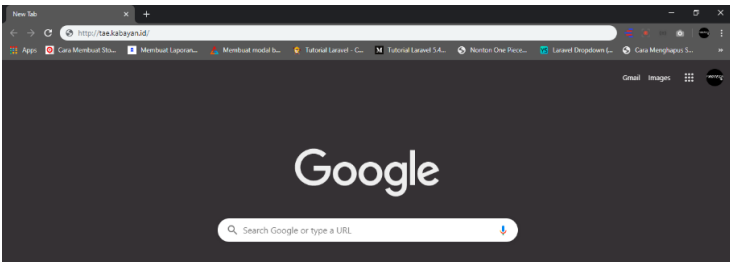 New Tab
http://tae.kabayan.id/
Apps Cara Membuat Sto... Membuat Laporan... Membuat modal b... Tutorial Laravel - C... Tutorial Laravel 5.4... Nonton One Piece... Laravel Dropdown (... Cara Menghapus S... »
Gmail Images
Google
Search Google or type a URL